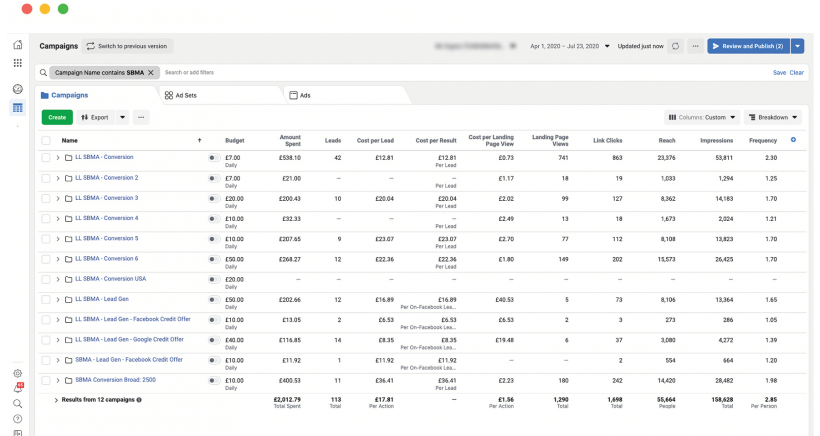 Campaigns Switch to previous version Apr 1, 2020 – Jul 23, 2020 Updated just now ... Review and Publish (2)
Campaign Name contains SBMA × Search or add filters Save Clear
Campaigns Ad Sets Ads
Create Export ... Columns: Custom Breakdown
Name ↑ Budget Amount Spent Leads Cost per Lead Cost per Result Cost per Landing Page View Landing Page Views Link Clicks Reach Impressions Frequency
LL SBMA - Conversion £7.00 £538.10 42 £12.81 £12.81 £0.73 741 863 23,376 53,811 2.30
Daily Per Lead
LL SBMA - Conversion 2 £7.00 £21.00 — — — £1.17 18 19 1,033 1,294 1.25
Daily Per Lead
LL SBMA - Conversion 3 £20.00 £200.43 10 £20.04 £20.04 £2.02 99 127 8,362 14,183 1.70
Daily Per Lead
LL SBMA - Conversion 4 £10.00 £32.33 — — — £2.49 13 18 1,673 2,024 1.21
Daily Per Lead
LL SBMA - Conversion 5 £10.00 £207.65 9 £23.07 £23.07 £2.70 77 112 8,108 13,823 1.70
Daily Per Lead
LL SBMA - Conversion 6 £50.00 £268.27 12 £22.36 £22.36 £1.80 149 202 15,573 26,425 1.70
Daily Per Lead
LL SBMA - Conversion USA £20.00 — — — — — — — — — —
Daily
LL SBMA - Lead Gen £50.00 £202.66 12 £16.89 £16.89 £40.53 5 73 8,106 13,364 1.65
Daily Per On-Facebook Lea...
LL SBMA - Lead Gen - Facebook Credit Offer £10.00 £13.05 2 £6.53 £6.53 £6.53 2 3 273 286 1.05
Daily Per On-Facebook Lea...
LL SBMA - Lead Gen - Google Credit Offer £40.00 £116.85 14 £8.35 £8.35 £19.48 6 37 3,080 4,272 1.39
Daily Per On-Facebook Lea...
SBMA - Lead Gen - Facebook Credit Offer £10.00 £11.92 1 £11.92 £11.92 — — 2 554 664 1.20
Daily Per On-Facebook Lea...
SBMA Conversion Broad: 2500 £10.00 £400.53 11 £36.41 £36.41 £2.23 180 242 14,420 28,482 1.98
Daily Per Lead
Results from 12 campaigns £2,012.79 113 £17.81 — £1.56 1,290 1,698 55,664 158,628 2.85
Total Spent Total Per Action Per Action Total Total People Total Per Person